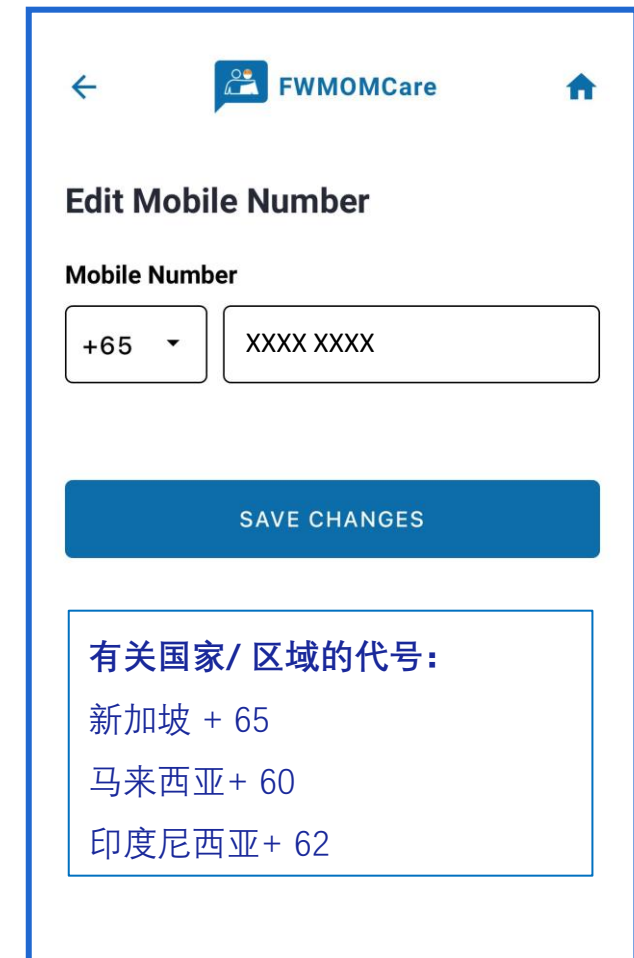 FWMOMCare
Edit Mobile Number
Mobile Number
+65 XXXX XXXX
SAVE CHANGES
有关国家/ 区域的代号：
新加坡 + 65
马来西亚+ 60
印度尼西亚+ 62